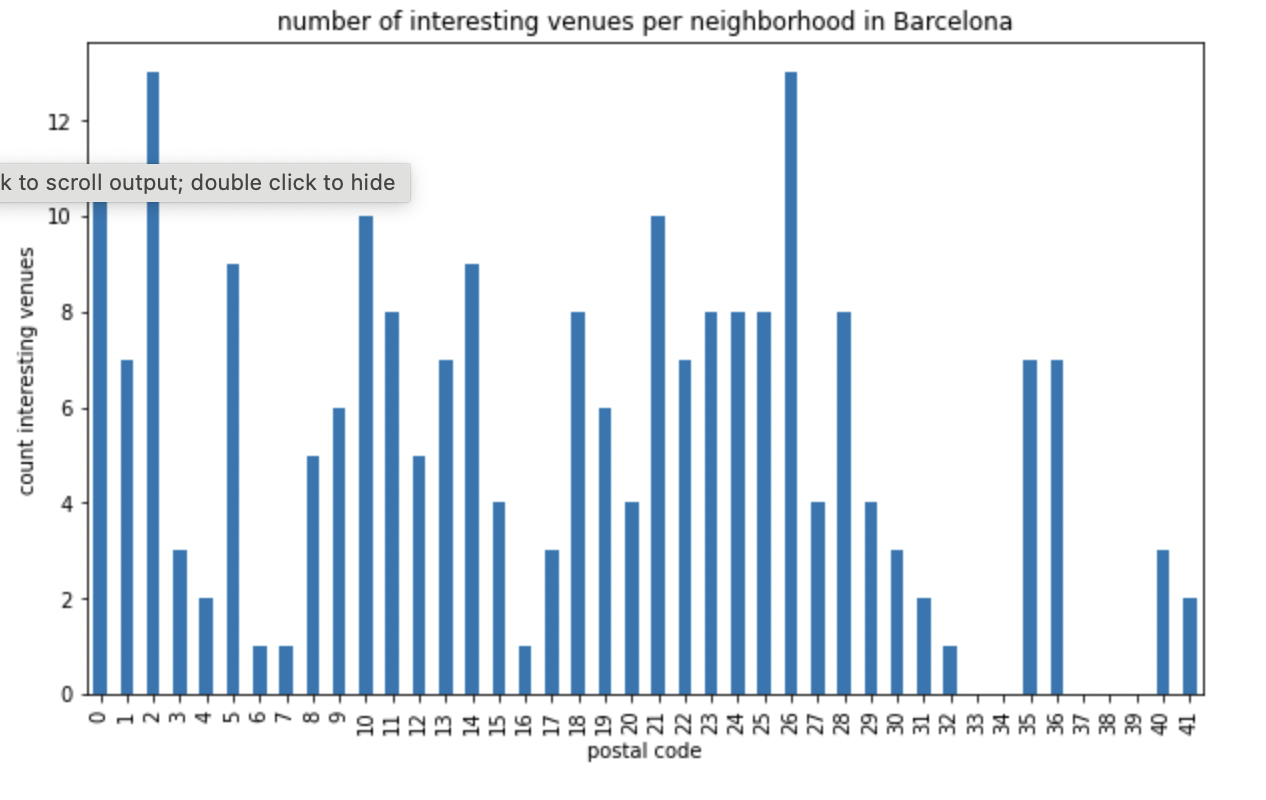 number of interesting venues per neighborhood in Barcelona
12
k to scroll output; double click to hide
10
count interesting venues
8
6
4
2
0
0 1 2 3 4 5 6 7 8 9 10 11 12 13 14 15 16 17 18 19 20 21 22 23 24 25 26 27 28 29 30 31 32 33 34 35 36 37 38 39 40 41
postal code